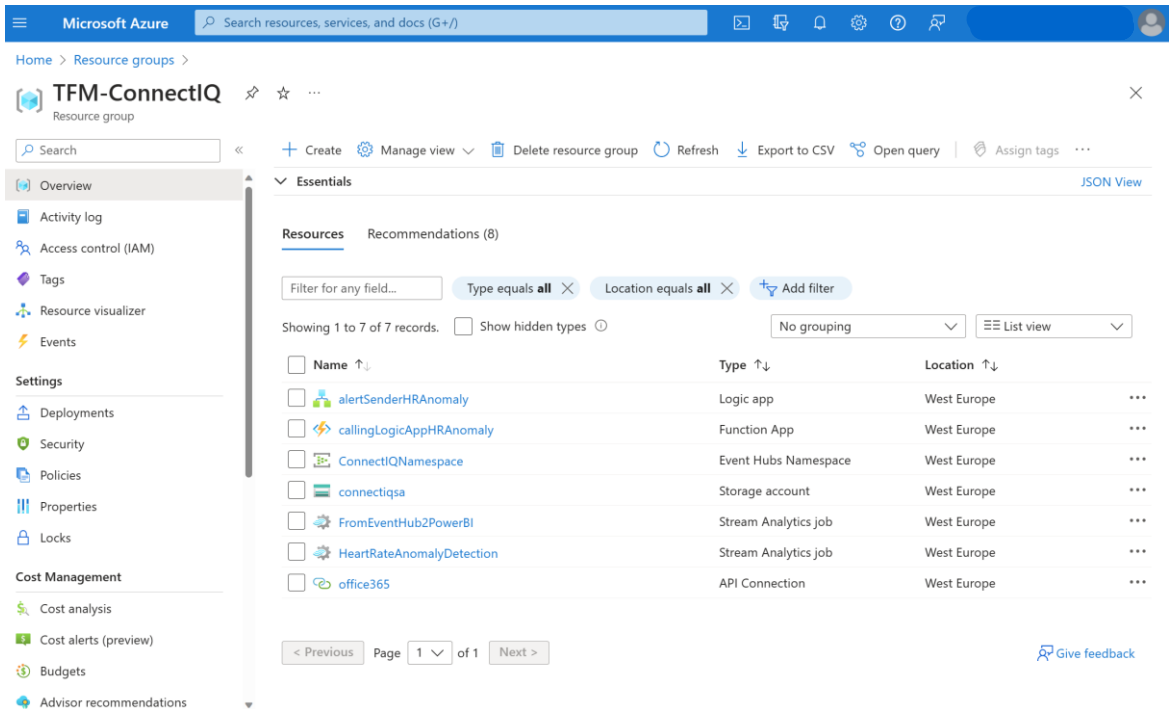 Microsoft Azure Search resources, services, and docs (G+/)
Home > Resource groups >
TFM-ConnectIQ ...
Resource group
Search «
+ Create Manage view Delete resource group Refresh Export to CSV Open query Assign tags ...
Overview
Essentials JSON View
Activity log
Access control (IAM)
Tags
Resource visualizer
Events
Settings
Deployments
Security
Policies
Properties
Locks
Cost Management
Cost analysis
Cost alerts (preview)
Budgets
Advisor recommendations
Resources Recommendations (8)
Filter for any field... Type equals all Location equals all Add filter
Showing 1 to 7 of 7 records. Show hidden types No grouping List view
Name ↑↓ Type ↑↓ Location ↑↓
alertSenderHRAnomaly Logic app West Europe ...
callingLogicAppHRAnomaly Function App West Europe ...
ConnectIQNamespace Event Hubs Namespace West Europe ...
connectiqsa Storage account West Europe ...
FromEventHub2PowerBI Stream Analytics job West Europe ...
HeartRateAnomalyDetection Stream Analytics job West Europe ...
office365 API Connection West Europe ...
< Previous Page 1 of 1 Next > Give feedback